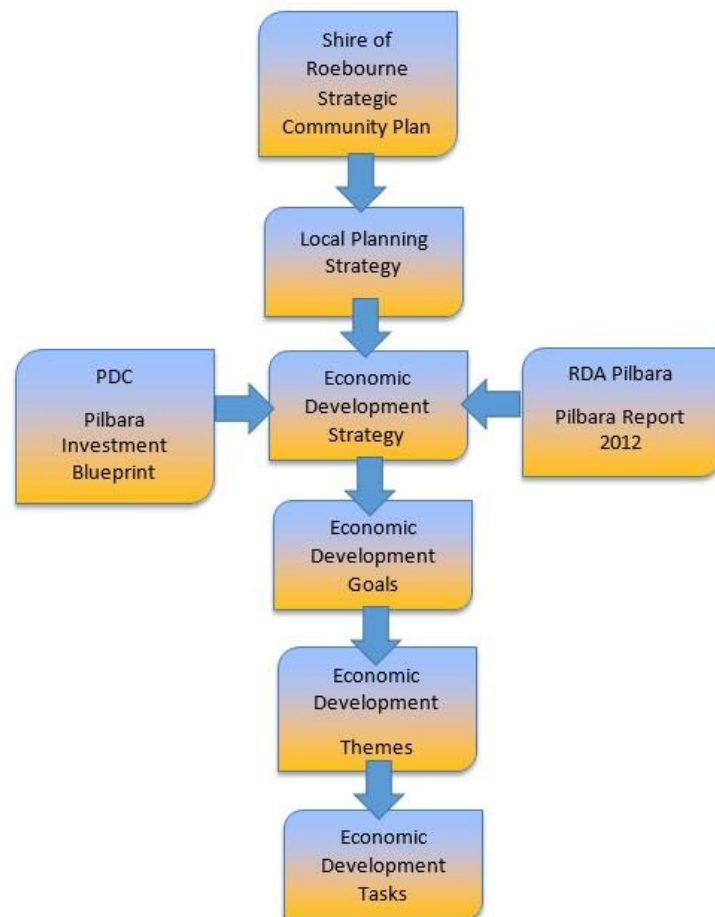 Shire of
Roebourne
Strategic
Community Plan
Local Planning
Strategy
PDC
Pilbara
Investment
Blueprint
Economic
Development
Strategy
RDA Pilbara
Pilbara Report
2012
Economic
Development
Goals
Economic
Development
Themes
Economic
Development
Tasks